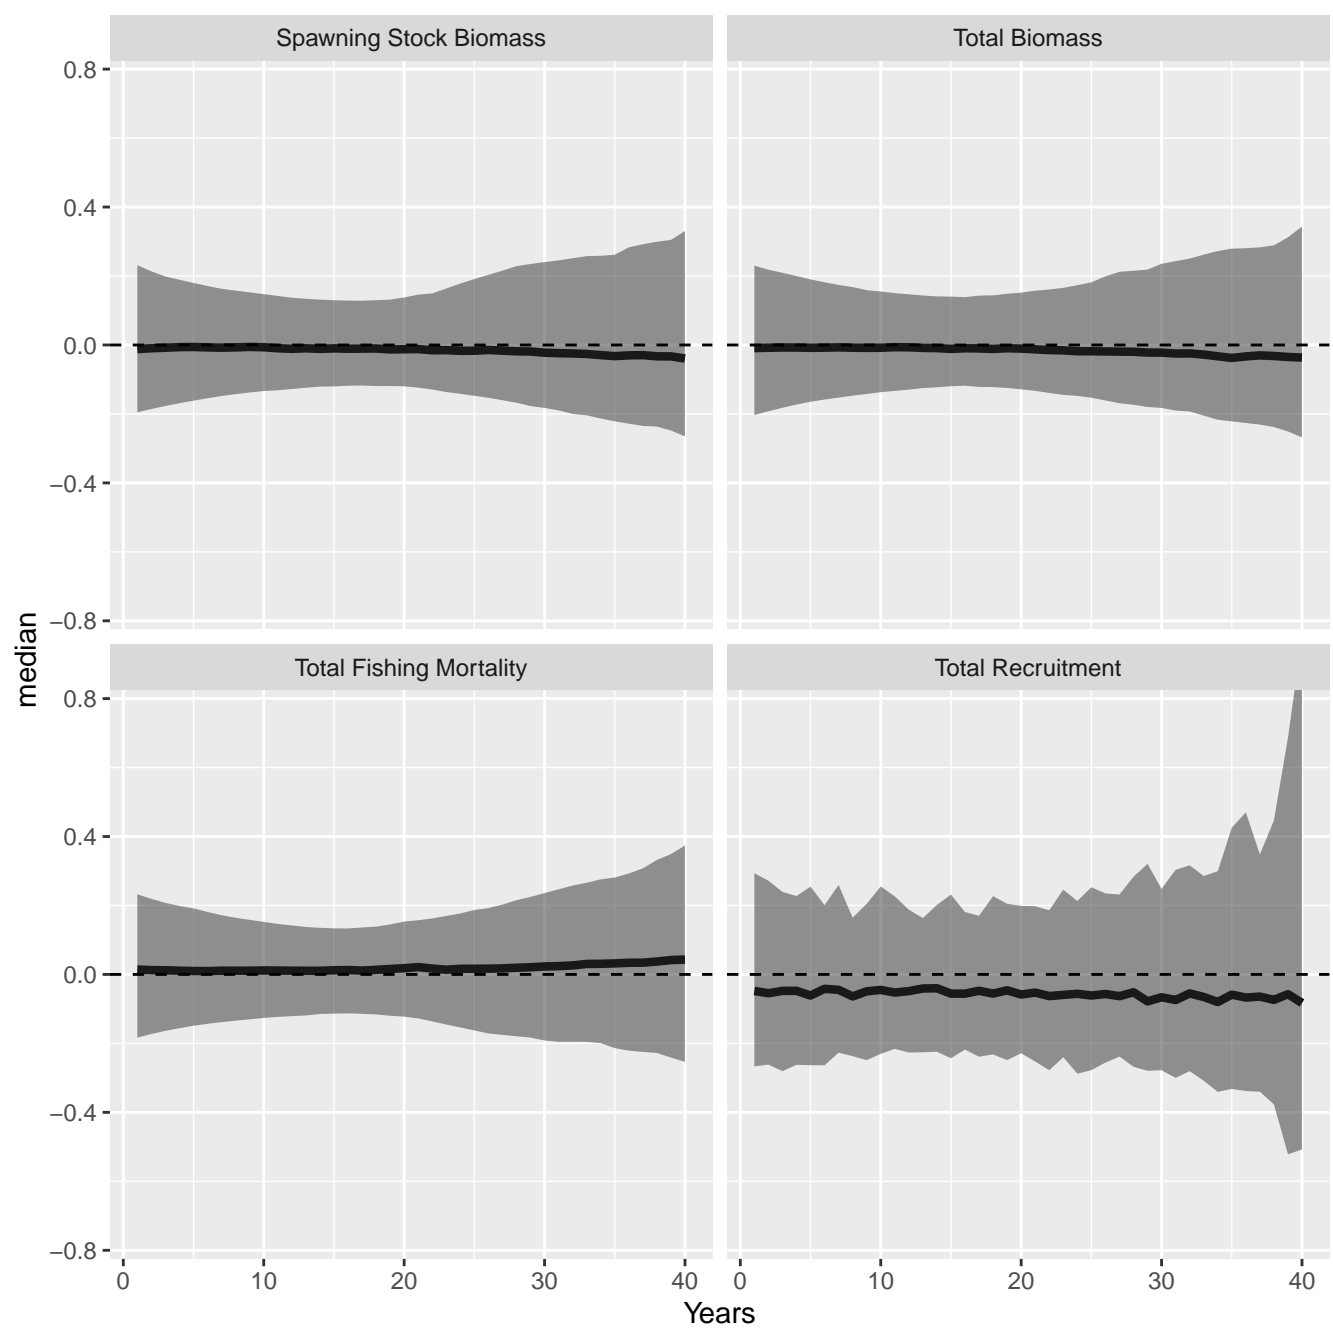 Spawning Stock Biomass
Total Biomass
0.8
0.4
0.0
−0.4
−0.8
median
Total Fishing Mortality
Total Recruitment
0.8
0.4
0.0
−0.4
−0.8
0 10 20 30 40
0 10 20 30 40
Years